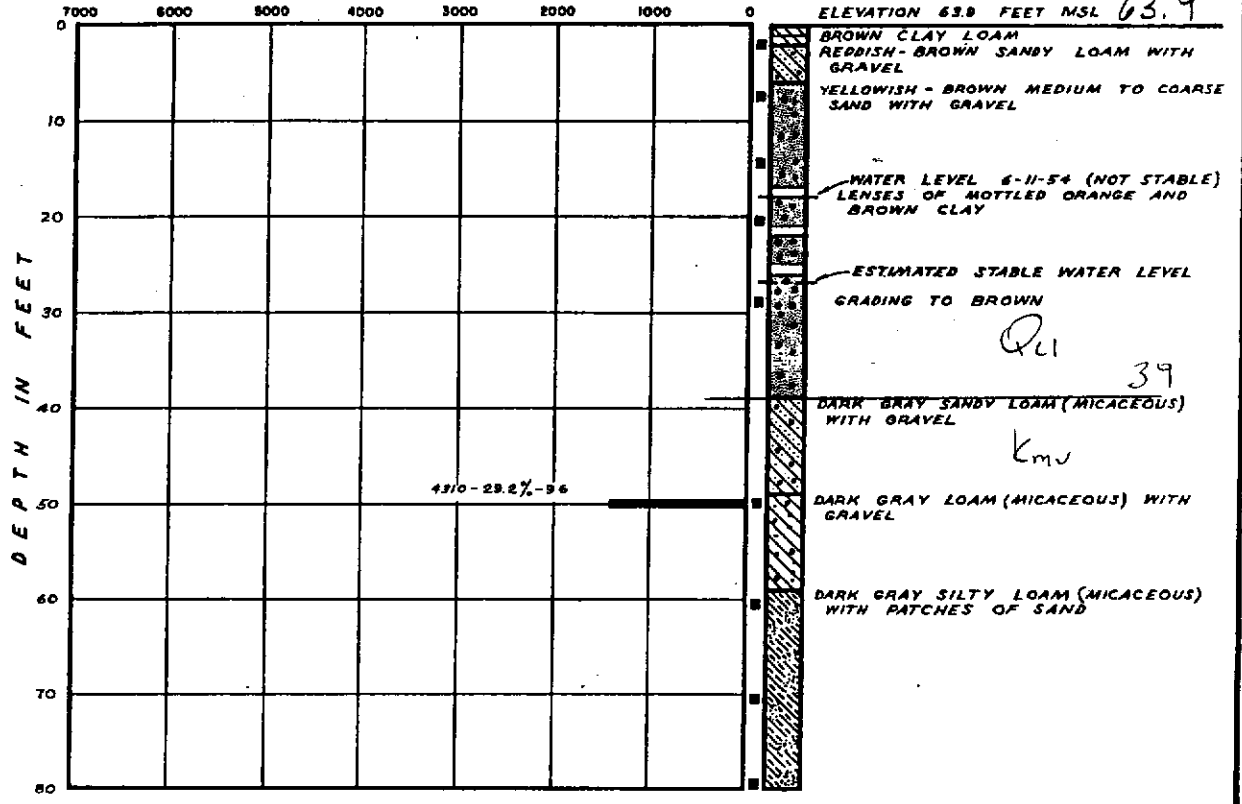 7000 6000 5000 4000 3000 2000 1000 0
ELEVATION 63.9 FEET MSL 63.9
0
BROWN CLAY LOAM
REDDISH-BROWN SANDY LOAM WITH
GRAVEL
YELLOWISH-BROWN MEDIUM TO COARSE
SAND WITH GRAVEL
10
WATER LEVEL 6-11-54 (NOT STABLE)
LENSES OF MOTTLED ORANGE AND
BROWN CLAY
20
ESTIMATED STABLE WATER LEVEL
GRADING TO BROWN
30
39
40
DARK GRAY SANDY LOAM (MICACEOUS)
WITH GRAVEL
Kmv
4310-29.2%-96
50
DARK GRAY LOAM (MICACEOUS) WITH
GRAVEL
60
DARK GRAY SILTY LOAM (MICACEOUS)
WITH PATCHES OF SAND
70
80
DEPTH IN FEET